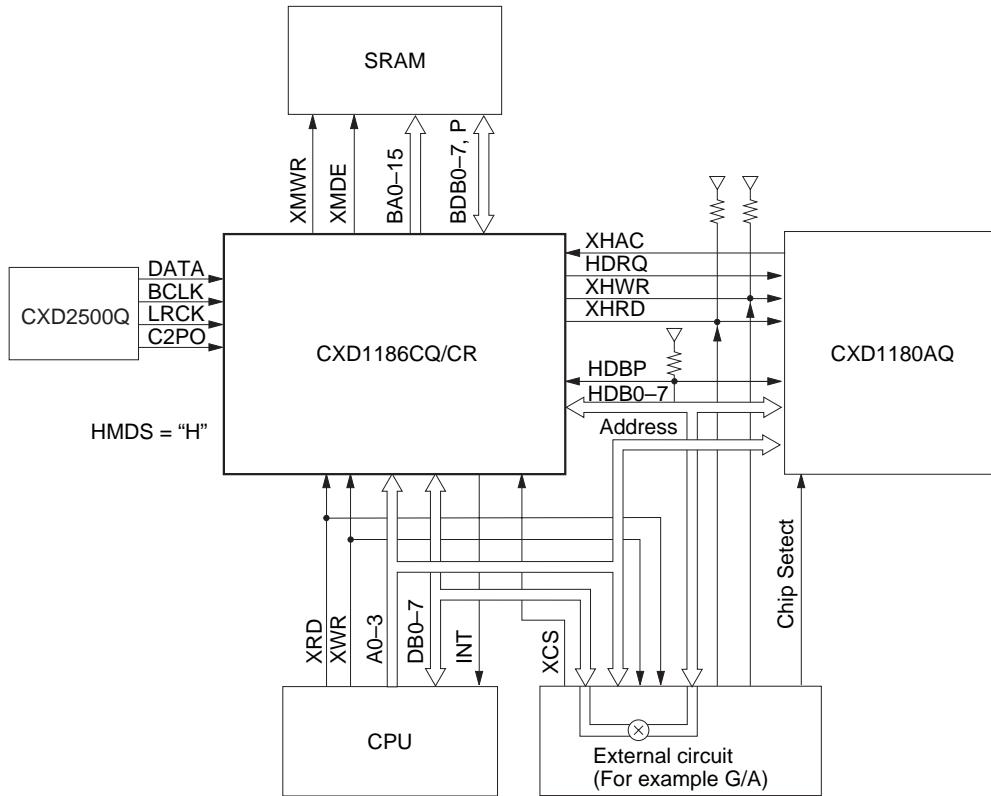 SRAM
XMWR
XMDE
BA0–15
BDB0–7, P
CXD2500Q
DATA
BCLK
LRCK
C2PO
CXD1186CQ/CR
HMDS = “H”
XHAC
HDRQ
XHWR
XHRD
HDBP
HDB0–7
Address
CXD1180AQ
XRD
XWR
A0–3
DB0–7
INT
XCS
Chip Setect
CPU
External circuit
(For example G/A)